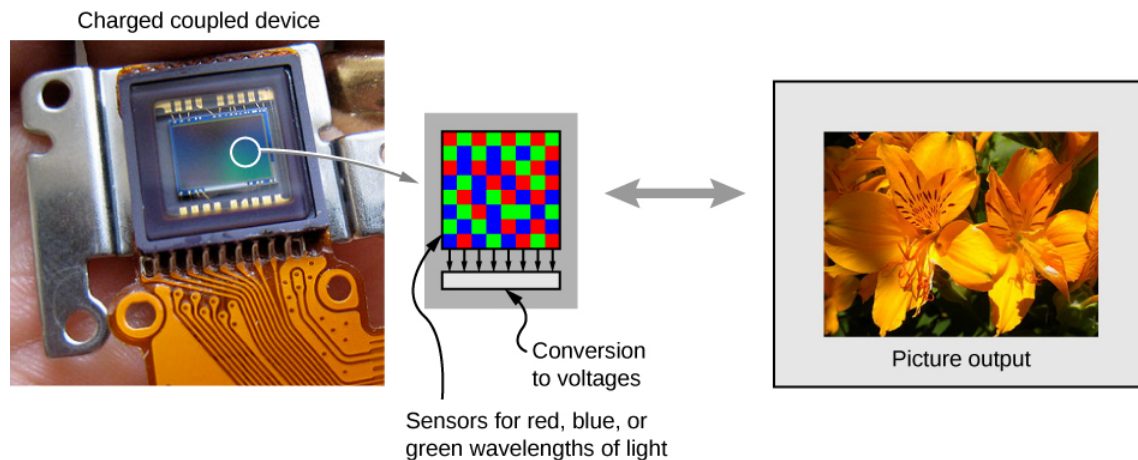 Charged coupled device
Conversion
to voltages
Sensors for red, blue, or
green wavelengths of light
Picture output